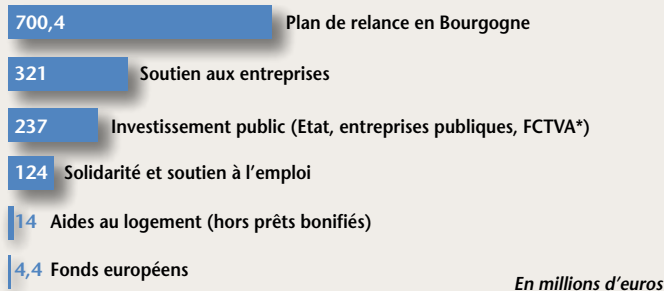 700,4 Plan de relance en Bourgogne
321 Soutien aux entreprises
237 Investissement public (Etat, entreprises publiques, FCTVA*)
124 Solidarité et soutien à l'emploi
14 Aides au logement (hors prêts bonifiés)
4,4 Fonds européens
En millions d'euros